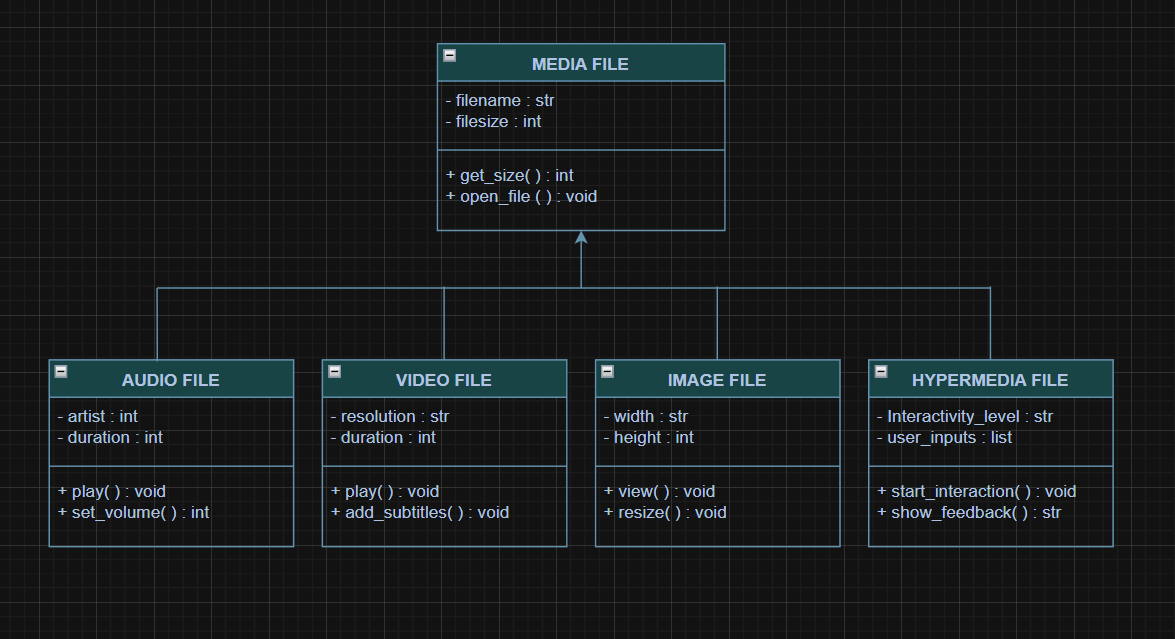 MEDIA FILE
- filename : str
- filesize : int
+ get_size( ) : int
+ open_file ( ) : void
AUDIO FILE
- artist : int
- duration : int
+ play( ) : void
+ set_volume( ) : int
VIDEO FILE
- resolution : str
- duration : int
+ play( ) : void
+ add_subtitles( ) : void
IMAGE FILE
- width : str
- height : int
+ view( ) : void
+ resize( ) : void
HYPERMEDIA FILE
- Interactivity_level : str
- user_inputs : list
+ start_interaction( ) : void
+ show_feedback( ) : str